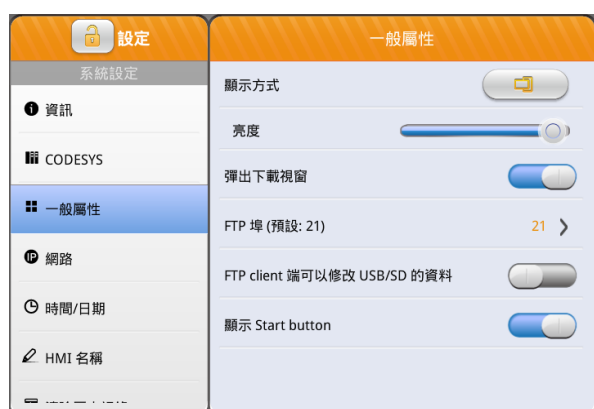 設定
系統設定
資訊
CODESYS
一般屬性
網路
時間/日期
HMI 名稱
一般屬性
顯示方式
亮度
彈出下載視窗
FTP 埠 (預設: 21)
21
FTP client 端可以修改 USB/SD 的資料
顯示 Start button